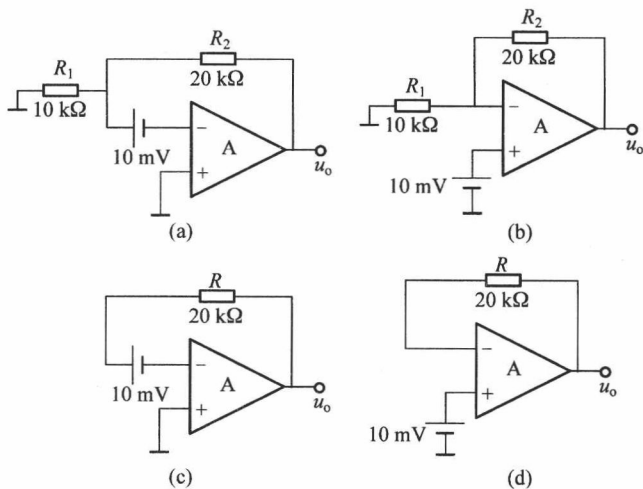 R₂
20 kΩ
R₁
10 kΩ
−
A
+
10 mV
uₒ
(a)
R₂
20 kΩ
R₁
10 kΩ
−
A
+
10 mV
uₒ
(b)
R
20 kΩ
−
A
+
10 mV
uₒ
(c)
R
20 kΩ
−
A
+
10 mV
uₒ
(d)